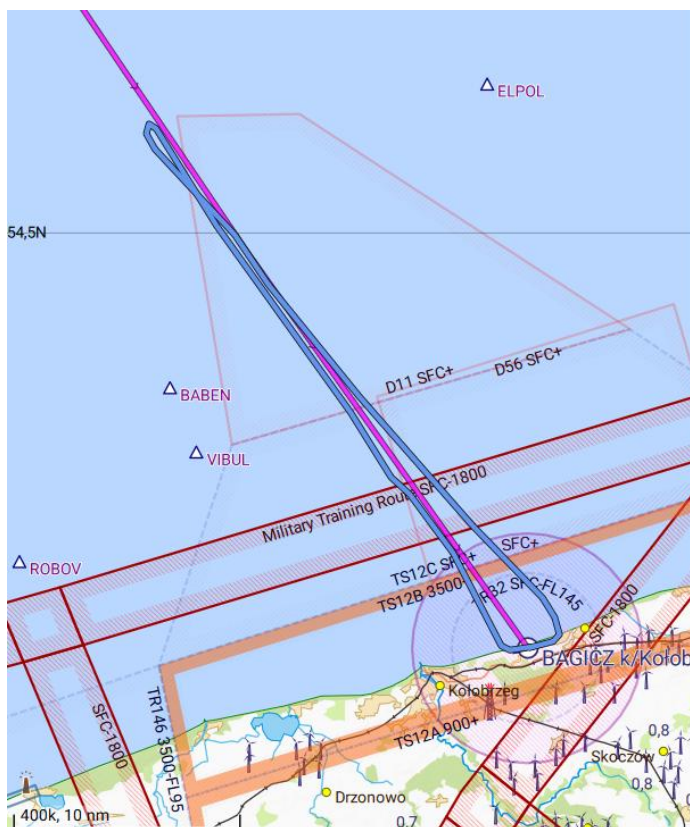 ELPOL
54,5N
D11 SFC+
D56 SFC+
BABEN
VIBUL
Military Training Rou SFC-1800
ROBOV
SFC+
TS12C SFC+
TS12B 3500+
SFC-FL145
SFC-1800
BAGICZ k/Kołob
Kołobrzeg
TR146 3500-FL95
SFC-1800
TS12A 900+
0,8
0,8
Skoczów
Drzonowo
0,7
400k, 10 nm